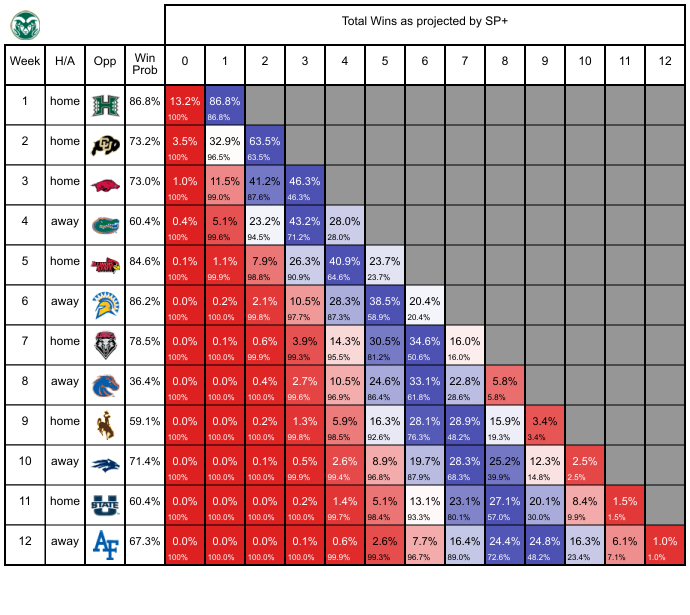 Total Wins as projected by SP+
Week H/A Opp Win Prob 0 1 2 3 4 5 6 7 8 9 10 11 12
1 home H 86.8% 13.2% 86.8%
100% 86.8%
2 home CU 73.2% 3.5% 32.9% 63.5%
100% 96.5% 63.5%
3 home 73.0% 1.0% 11.5% 41.2% 46.3%
100% 99.0% 87.6% 46.3%
4 away 60.4% 0.4% 5.1% 23.2% 43.2% 28.0%
100% 99.6% 94.5% 71.2% 28.0%
5 home 84.6% 0.1% 1.1% 7.9% 26.3% 40.9% 23.7%
100% 99.9% 98.8% 90.9% 64.6% 23.7%
6 away 86.2% 0.0% 0.2% 2.1% 10.5% 28.3% 38.5% 20.4%
100% 100.0% 99.8% 97.7% 87.3% 58.9% 20.4%
7 home 78.5% 0.0% 0.1% 0.6% 3.9% 14.3% 30.5% 34.6% 16.0%
100% 100.0% 99.9% 99.3% 95.5% 81.2% 50.6% 16.0%
8 away 36.4% 0.0% 0.0% 0.4% 2.7% 10.5% 24.6% 33.1% 22.8% 5.8%
100% 100.0% 100.0% 99.6% 96.9% 86.4% 61.8% 28.6% 5.8%
9 home 59.1% 0.0% 0.0% 0.2% 1.3% 5.9% 16.3% 28.1% 28.9% 15.9% 3.4%
100% 100.0% 100.0% 99.8% 98.5% 92.6% 76.3% 48.2% 19.3% 3.4%
10 away 71.4% 0.0% 0.0% 0.1% 0.5% 2.6% 8.9% 19.7% 28.3% 25.2% 12.3% 2.5%
100% 100.0% 100.0% 99.9% 99.4% 96.8% 87.9% 68.3% 39.9% 14.8% 2.5%
11 home U STATE 60.4% 0.0% 0.0% 0.0% 0.2% 1.4% 5.1% 13.1% 23.1% 27.1% 20.1% 8.4% 1.5%
100% 100.0% 100.0% 100.0% 99.7% 98.4% 93.3% 80.1% 57.0% 30.0% 9.9% 1.5%
12 away AF 67.3% 0.0% 0.0% 0.0% 0.1% 0.6% 2.6% 7.7% 16.4% 24.4% 24.8% 16.3% 6.1% 1.0%
100% 100.0% 100.0% 100.0% 99.9% 99.3% 96.7% 89.0% 72.6% 48.2% 23.4% 7.1% 1.0%